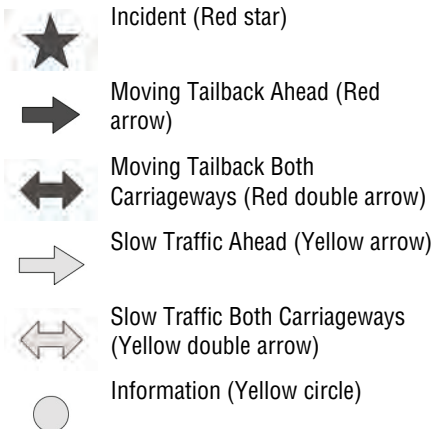 Incident (Red star)
Moving Tailback Ahead (Red
arrow)
Moving Tailback Both
Carriageways (Red double arrow)
Slow Traffic Ahead (Yellow arrow)
Slow Traffic Both Carriageways
(Yellow double arrow)
Information (Yellow circle)